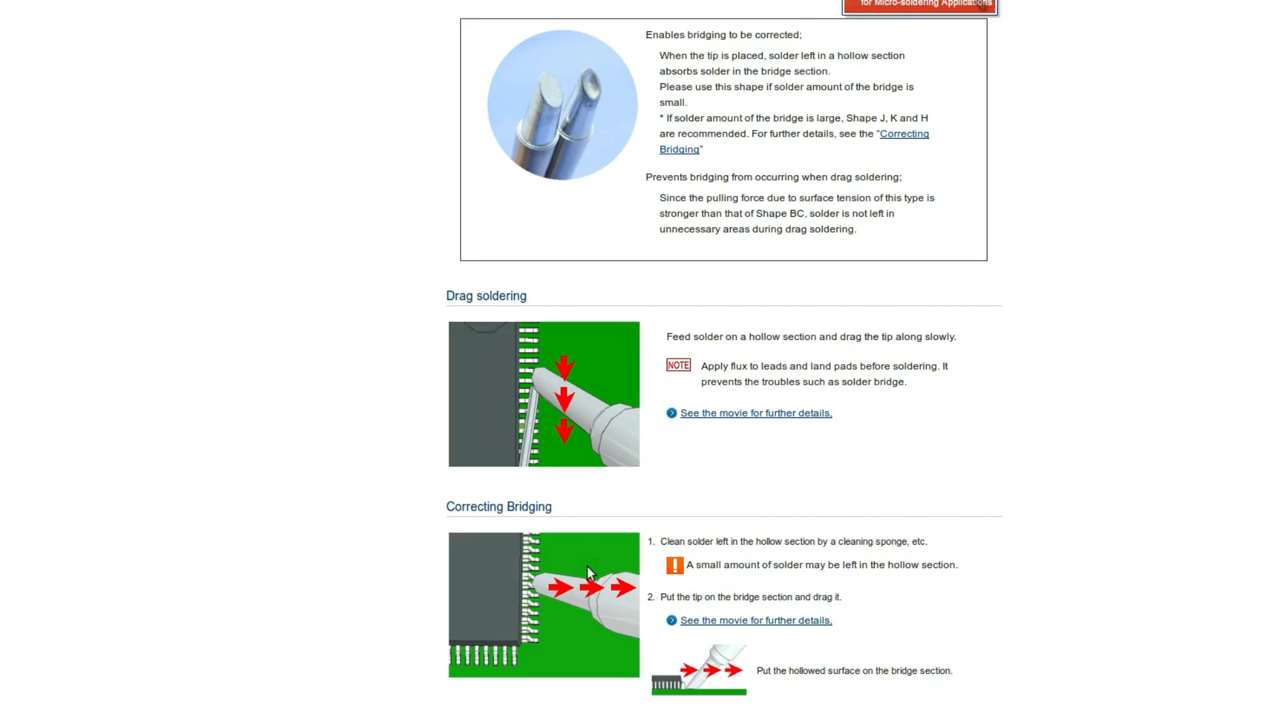 for Micro-soldering Applications
Enables bridging to be corrected;
When the tip is placed, solder left in a hollow section
absorbs solder in the bridge section.
Please use this shape if solder amount of the bridge is
small.
* If solder amount of the bridge is large, Shape J, K and H
are recommended. For further details, see the "Correcting
Bridging"
Prevents bridging from occurring when drag soldering;
Since the pulling force due to surface tension of this type is
stronger than that of Shape BC, solder is not left in
unnecessary areas during drag soldering.
Drag soldering
Feed solder on a hollow section and drag the tip along slowly.
NOTE Apply flux to leads and land pads before soldering. It
prevents the troubles such as solder bridge.
See the movie for further details.
Correcting Bridging
1. Clean solder left in the hollow section by a cleaning sponge, etc.
! A small amount of solder may be left in the hollow section.
2. Put the tip on the bridge section and drag it.
See the movie for further details.
Put the hollowed surface on the bridge section.